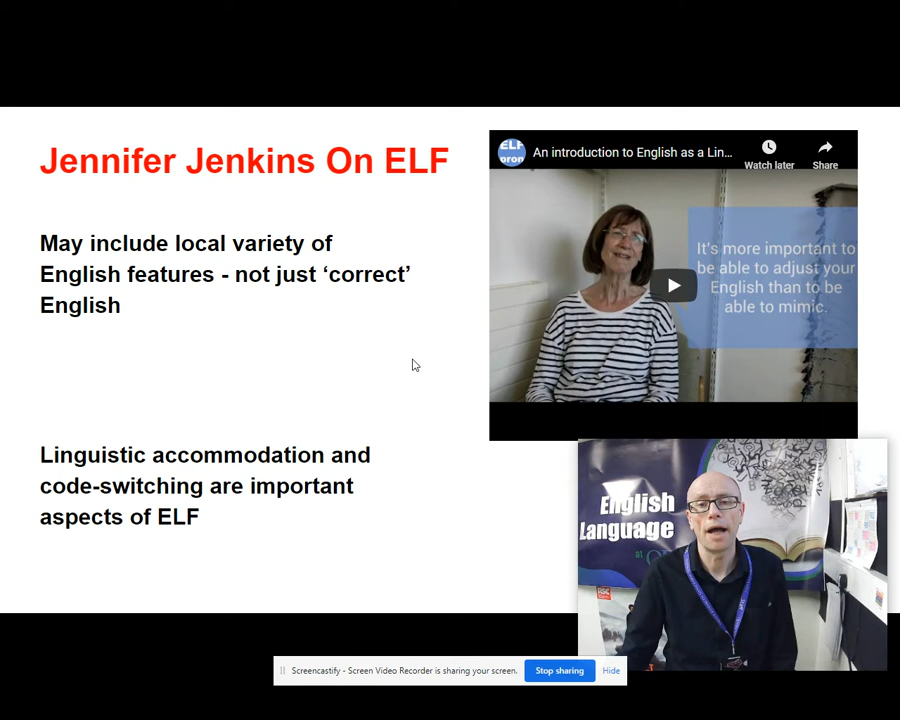 Jennifer Jenkins On ELF
May include local variety of
English features - not just ‘correct’
English
Linguistic accommodation and
code-switching are important
aspects of ELF
ELF
An introduction to English as a Lin...
Watch later
Share
It's more important to
be able to adjust your
English than to be
able to mimic.
English
Language
at
Screencastify - Screen Video Recorder is sharing your screen.
Stop sharing
Hide